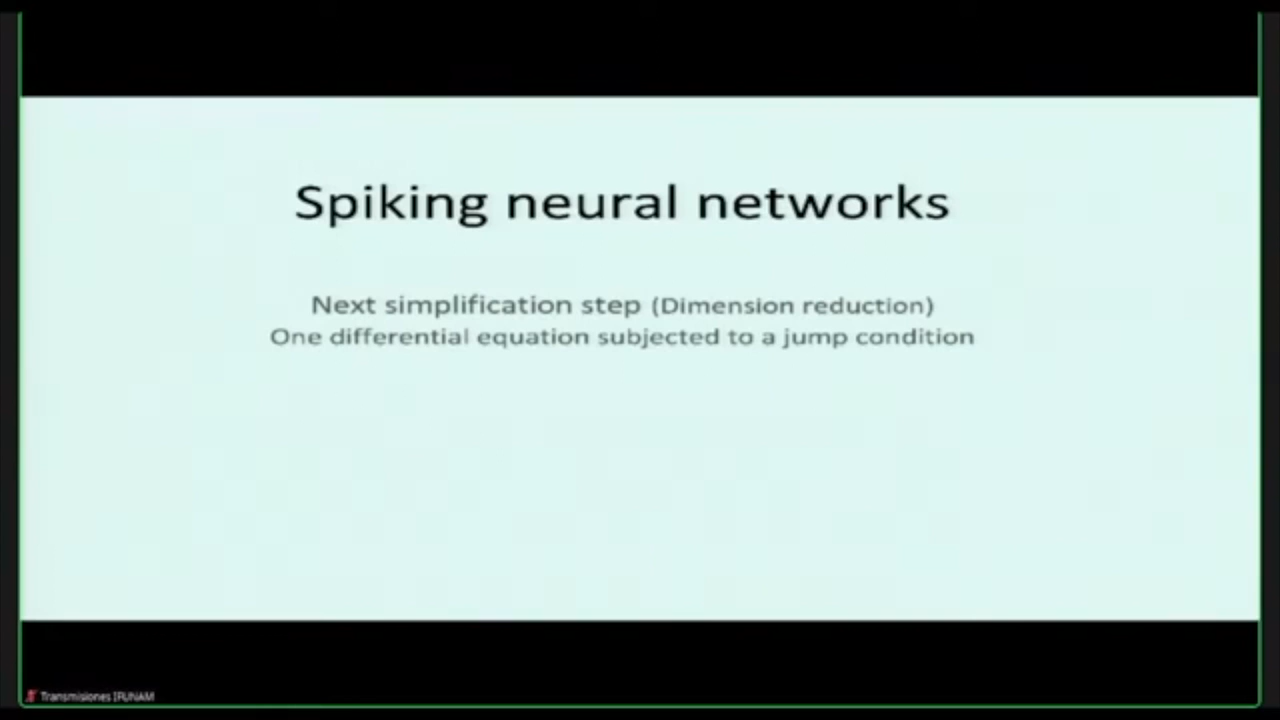 Spiking neural networks
Next simplification step (Dimension reduction)
One differential equation subjected to a jump condition
Transmisiones IFUNAM